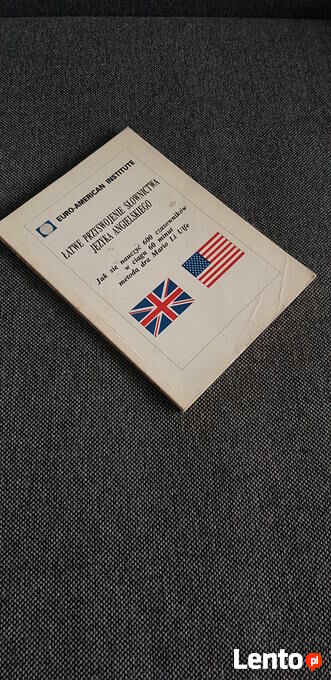 EURO-AMERICAN INSTITUTE
ŁATWE PRZYSWOJENIE SŁOWNICTWA
JĘZYKA ANGIELSKIEGO
Jak się nauczyć 600 czasowników
w ciągu 60 minut
metodą dra Mario Li Uife
Lento.pl